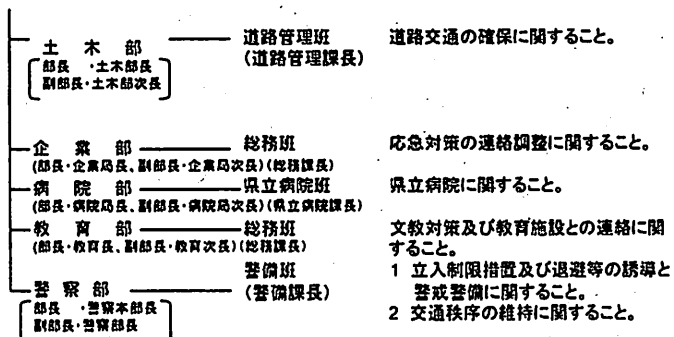 土木部 道路管理班 道路交通の確保に関すること。
部長 ・土木部長 (道路管理課長)
副部長・土木部次長
企業部 総務班 応急対策の連絡調整に関すること。
(部長・企業局長、副部長・企業局次長)(総務課長)
病院部 県立病院班 県立病院に関すること。
(部長・病院局長、副部長・病院局次長)(県立病院課長)
教育部 総務班 文教対策及び教育施設との連絡に関
(部長・教育長、副部長・教育次長)(総務課長) すること。
警察部 警備班 1 立入制限措置及び退避等の誘導と
(警備課長) 警戒警備に関すること。
部長 ・警察本部長 2 交通秩序の維持に関すること。
副部長・警察部長